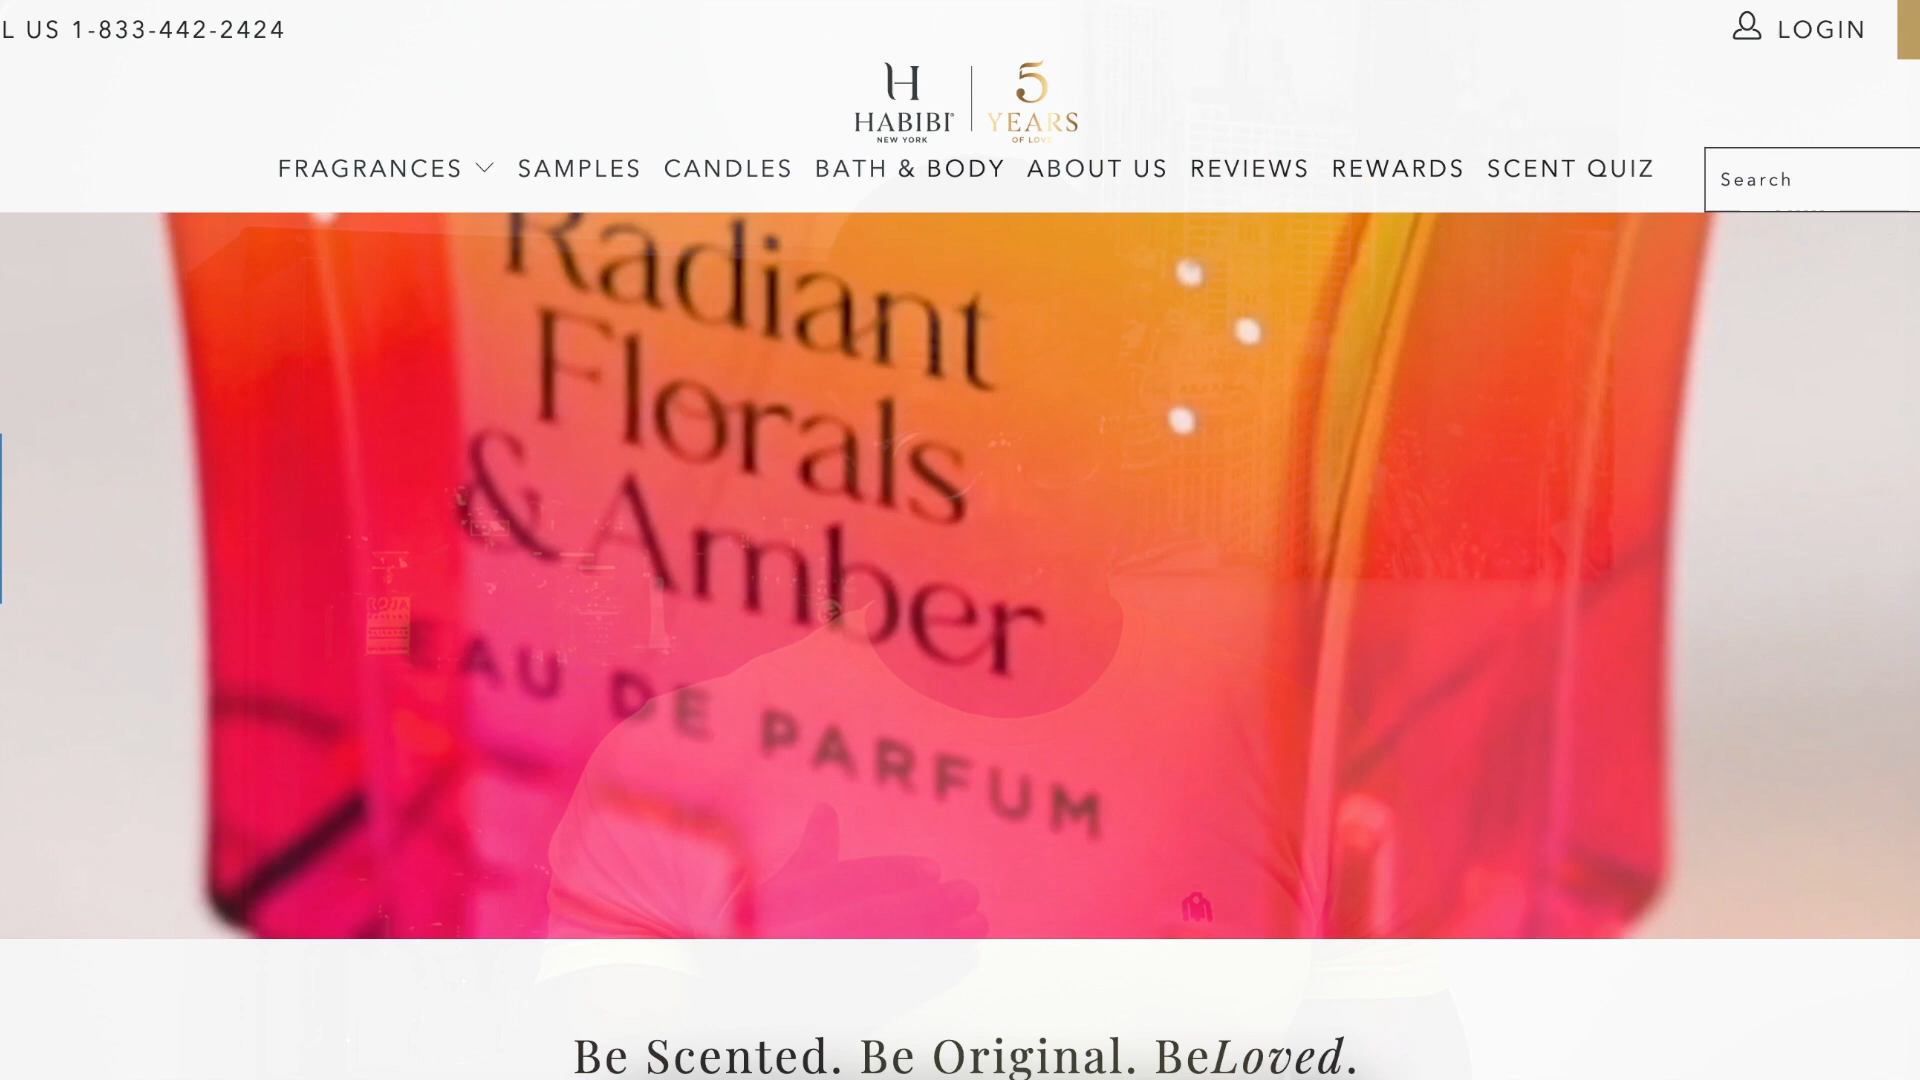 L US 1-833-442-2424
LOGIN
H
HABIBI
NEW YORK
5
YEARS
OF LOVE
FRAGRANCES SAMPLES CANDLES BATH & BODY ABOUT US REVIEWS REWARDS SCENT QUIZ
Search
Radiant
Florals
& Amber
EAU DE PARFUM
Be Scented. Be Original. BeLoved.